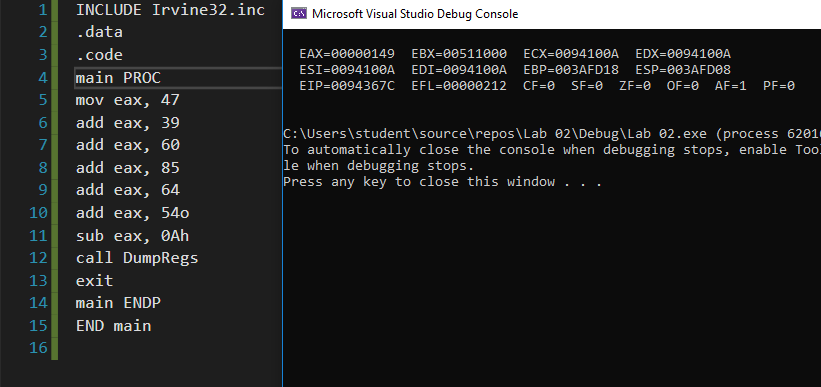 1 INCLUDE Irvine32.inc
2 .data
3 .code
4 main PROC
5 mov eax, 47
6 add eax, 39
7 add eax, 60
8 add eax, 85
9 add eax, 64
10 add eax, 54o
11 sub eax, 0Ah
12 call DumpRegs
13 exit
14 main ENDP
15 END main
16
Microsoft Visual Studio Debug Console
EAX=00000149 EBX=00511000 ECX=0094100A EDX=0094100A
ESI=0094100A EDI=0094100A EBP=003AFD18 ESP=003AFD08
EIP=0094367C EFL=00000212 CF=0 SF=0 ZF=0 OF=0 AF=1 PF=0
C:\Users\student\source\repos\Lab 02\Debug\Lab 02.exe (process 6201
To automatically close the console when debugging stops, enable Tool
le when debugging stops.
Press any key to close this window . . .